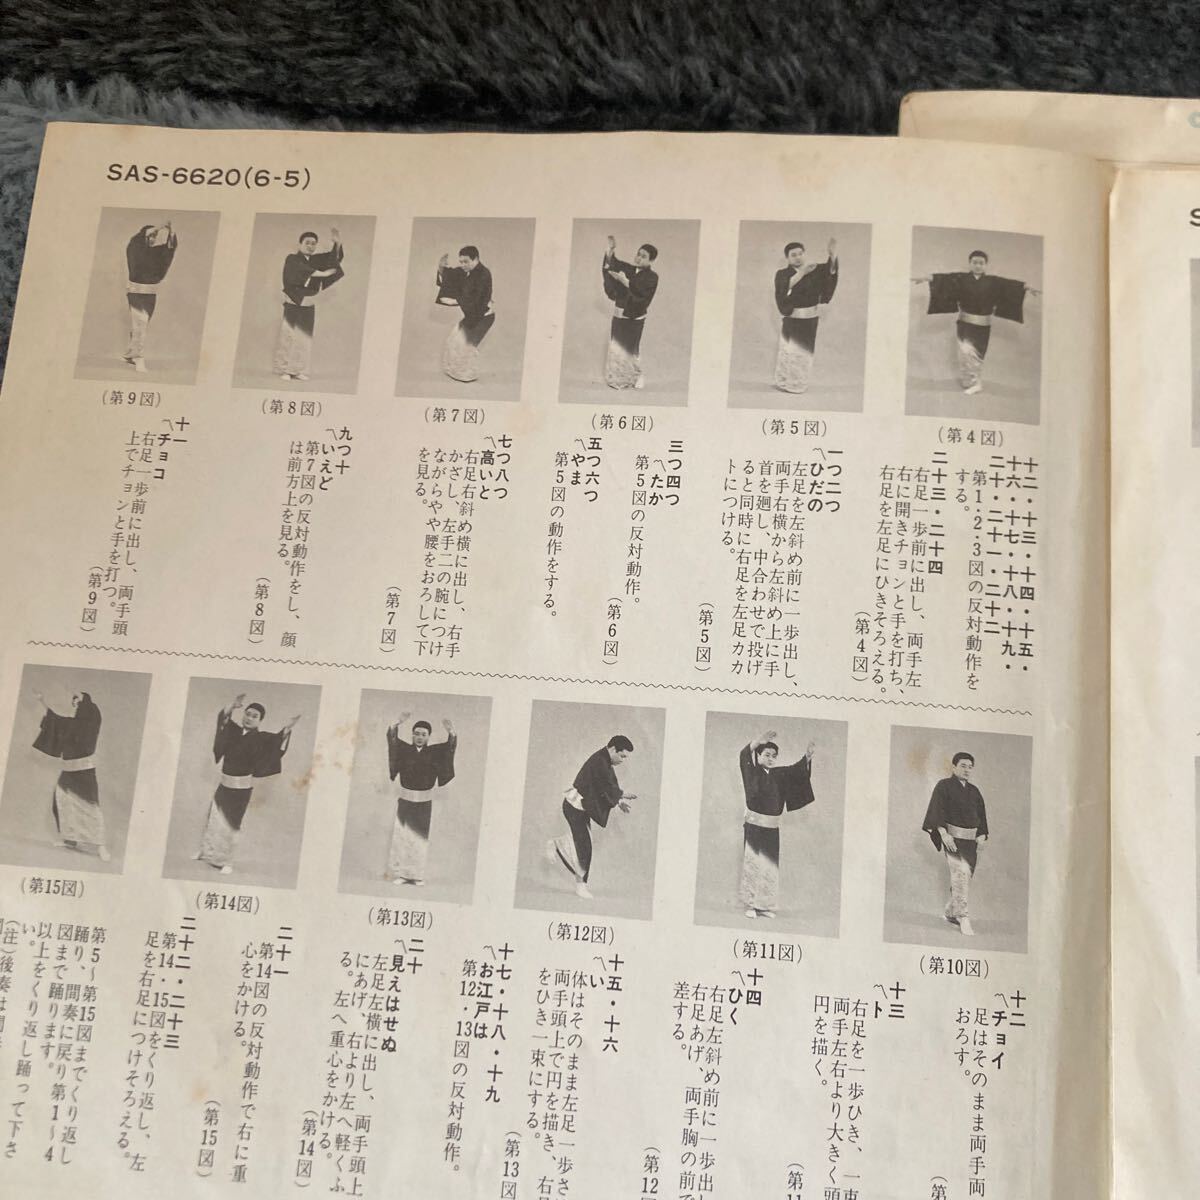 SAS-6620(6-5)
(第4図)
十二・十三・十四・十五・
十六・十七・十八・十九・
二十・二十一・二十二
第1・2・3図の反対動作を
する。
二十三・二十四
右足一歩前に出し、両手左
右に開きチョンと手を打ち、
右足を左足にひきそろえる。
(第4図)
(第5図)
一つ二つ
〽ひだの
左足を左斜め前に一歩出し、
両手右横から左斜め上に手
首を廻し、中合わせで投げ
ると同時に右足を左足カカ
トにつける。
(第5図)
(第6図)
三つ四つ
〽たか
第5図の反対動作。
(第6図)
五つ六つ
〽やま
第5図の動作をする。
(第7図)
七つ八つ
〽高いと
右足右斜め横に出し、右手
かざし、左手二の腕につけ
ながらやや腰をおろして下
を見る。
(第7図)
(第8図)
九つ十
〽いえど
第7図の反対動作をし、顔
は前方上を見る。
(第8図)
(第9図)
十一
〽チョコ
右足一歩前に出し、両手頭
上でチョンと手を打つ。
(第9図)
(第10図)
十二
〽チョイ
足はそのまま両手両
おろす。
十三
〽ト
右足を一歩ひき、一束
両手左右より大きく頭
円を描く。
(第11
(第11図)
十四
〽ひく
右足左斜め前に一歩出し
右足あげ、両手胸の前で
差する。
(第12
(第12図)
十五・十六
〽い
体はそのまま左足一歩さ
両手頭上で円を描き、右足
をひき一束にする。
(第13図
十七・十八・十九
〽お江戸は
第12・13図の反対動作。
(第13図)
二十
〽見えはせぬ
左足左横に出し、両手頭上
にあげ、右より左へ軽くふ
る。左へ重心をかける。
(第14図)
(第14図)
二十一
第14図の反対動作で右に重
心をかける。
(第15図)
二十二・二十三
第14・15図をくり返し、左
足を右足につけそろえる。
(第15図)
第5～第15図までくり返し
踊り、間奏に戻り第1～4
図まで踊ります。
以上をくり返し踊って下さ
い。
(注)後奏は間奏